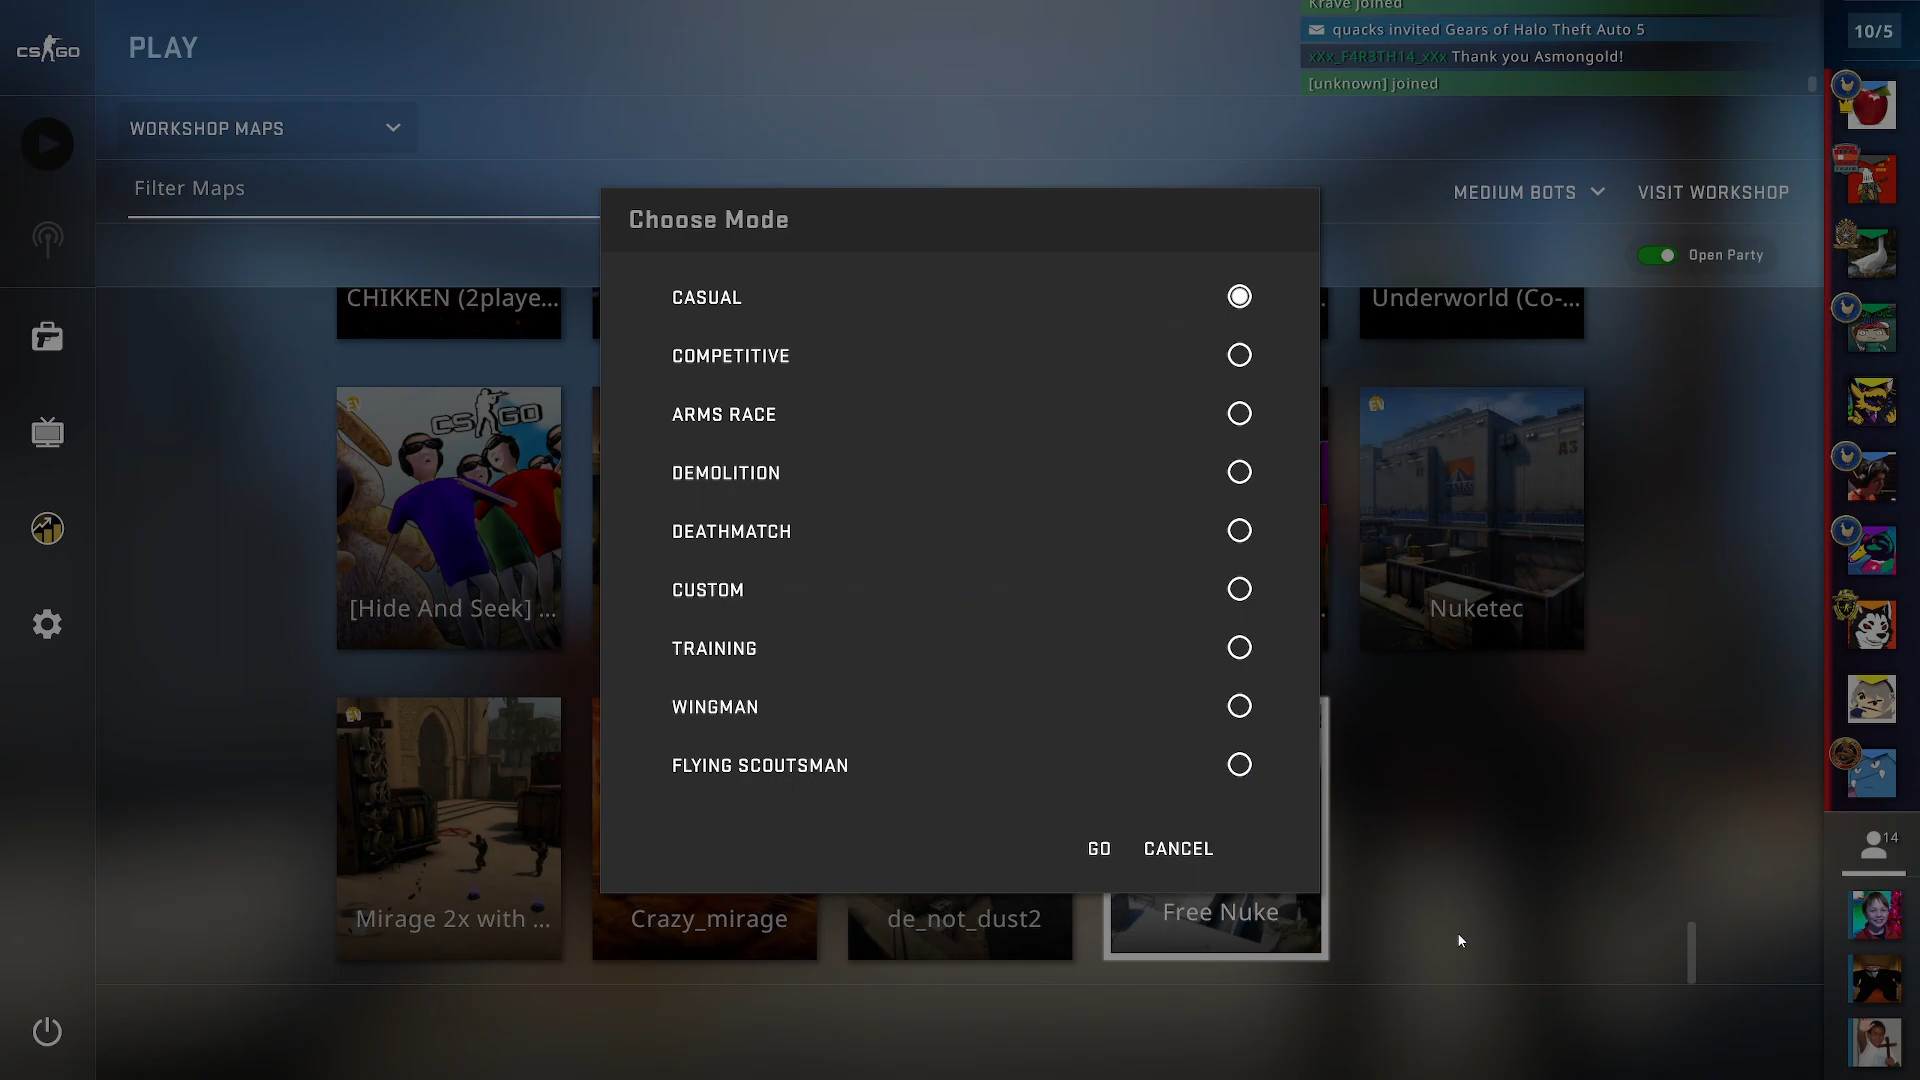 CS GO
PLAY
Krave joined
quacks invited Gears of Halo Theft Auto 5
xXx_F4R3TH14_xXx Thank you Asmongold!
[unknown] joined
10/5
WORKSHOP MAPS
Filter Maps
MEDIUM BOTS
VISIT WORKSHOP
Open Party
Choose Mode
CASUAL
COMPETITIVE
ARMS RACE
DEMOLITION
DEATHMATCH
CUSTOM
TRAINING
WINGMAN
FLYING SCOUTSMAN
GO
CANCEL
CHIKKEN (2playe...
Underworld (Co-...
CS GO
[Hide And Seek] ...
A3
Nuketec
Mirage 2x with ...
Crazy_mirage
de_not_dust2
Free Nuke
14